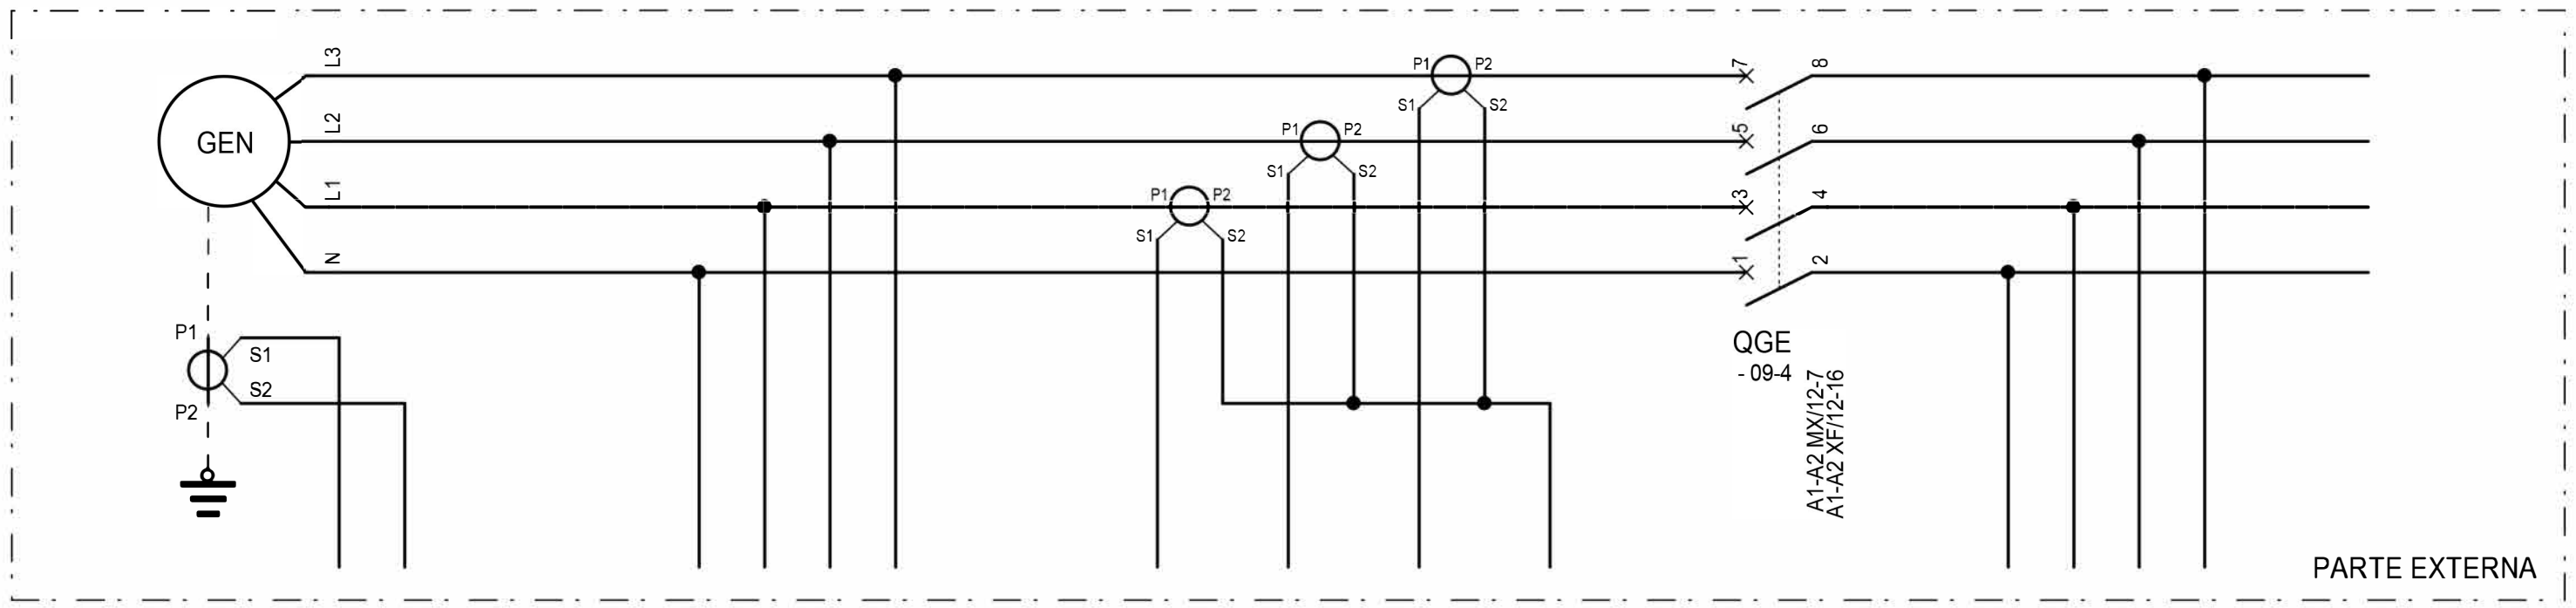 L3
P1 P2
7 8
S1 S2
L2
P1 P2
5 6
GEN
S1 S2
L1
P1 P2
3 4
S1 S2
N
1 2
P1
S1
S2
P2
QGE
- 09-4
A1-A2 MX/12-7
A1-A2 XF/12-16
PARTE EXTERNA